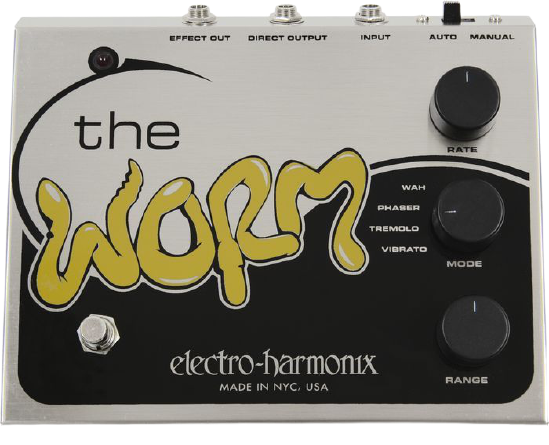 EFFECT OUT DIRECT OUTPUT INPUT AUTO MANUAL
the
WORM
RATE
WAH
PHASER
TREMOLO
VIBRATO
MODE
electro-harmonix
MADE IN NYC, USA
RANGE